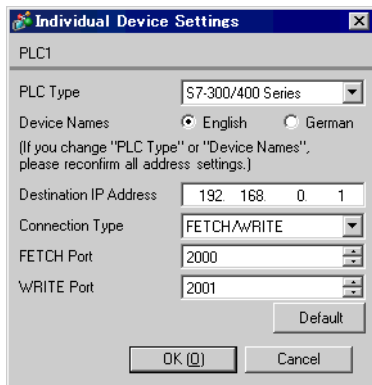 Individual Device Settings
PLC1
PLC Type S7-300/400 Series
Device Names English German
(If you change "PLC Type" or "Device Names",
please reconfirm all address settings.)
Destination IP Address 192. 168. 0. 1
Connection Type FETCH/WRITE
FETCH Port 2000
WRITE Port 2001
Default
OK (O) Cancel